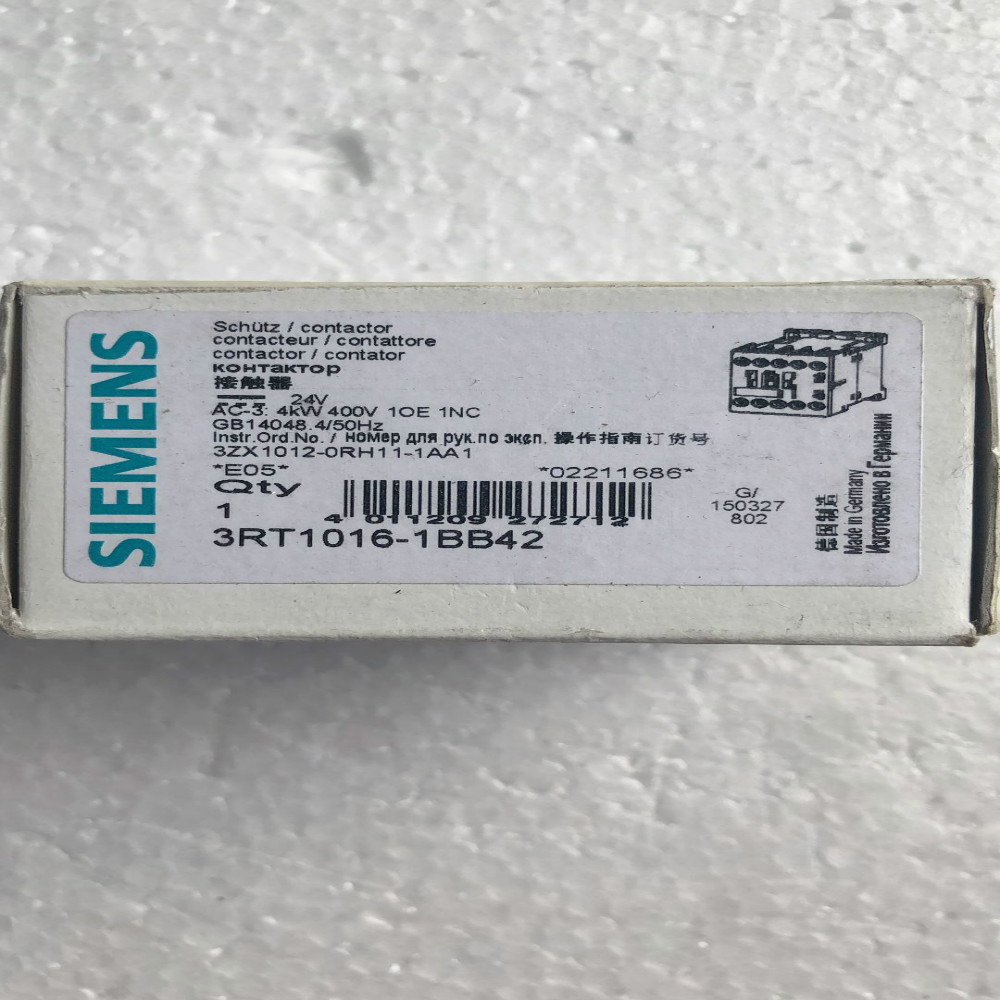 SIEMENS
Schütz / contactor
contacteur / contattore
contactor / contator
контактор
接触器
24V
AC-3: 4kW 400V 1OE 1NC
GB14048.4/50Hz
Instr.Ord.No. / номер для рук.по эксп. 操作指南订货号
3ZX1012-0RH11-1AA1
*E05* *02211686*
Qty
1
4 011209 272712
3RT1016-1BB42
G/
150327
802
德国制造
Made in Germany
Изготовлено в Германии